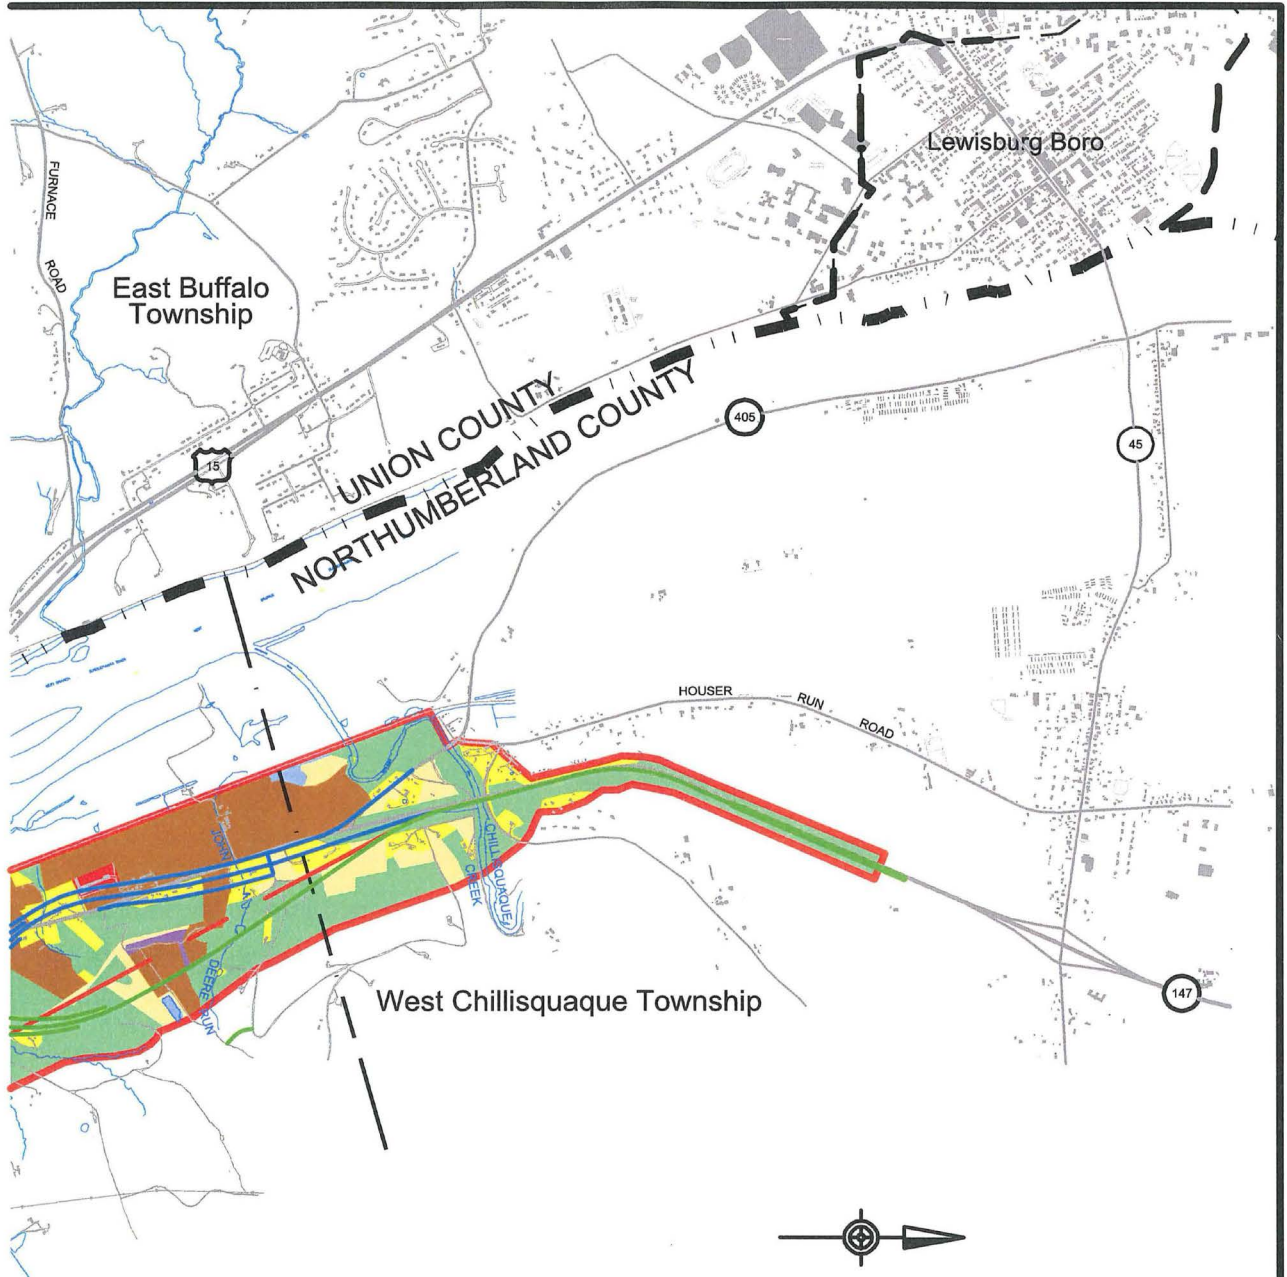 Lewisburg Boro
FURNACE
ROAD
East Buffalo
Township
UNION COUNTY
NORTHUMBERLAND COUNTY
405
45
15
HOUSER
RUN
ROAD
JOHN
CHILLISQUAQUE
CREEK
DEERE RUN
West Chillisquaque Township
147